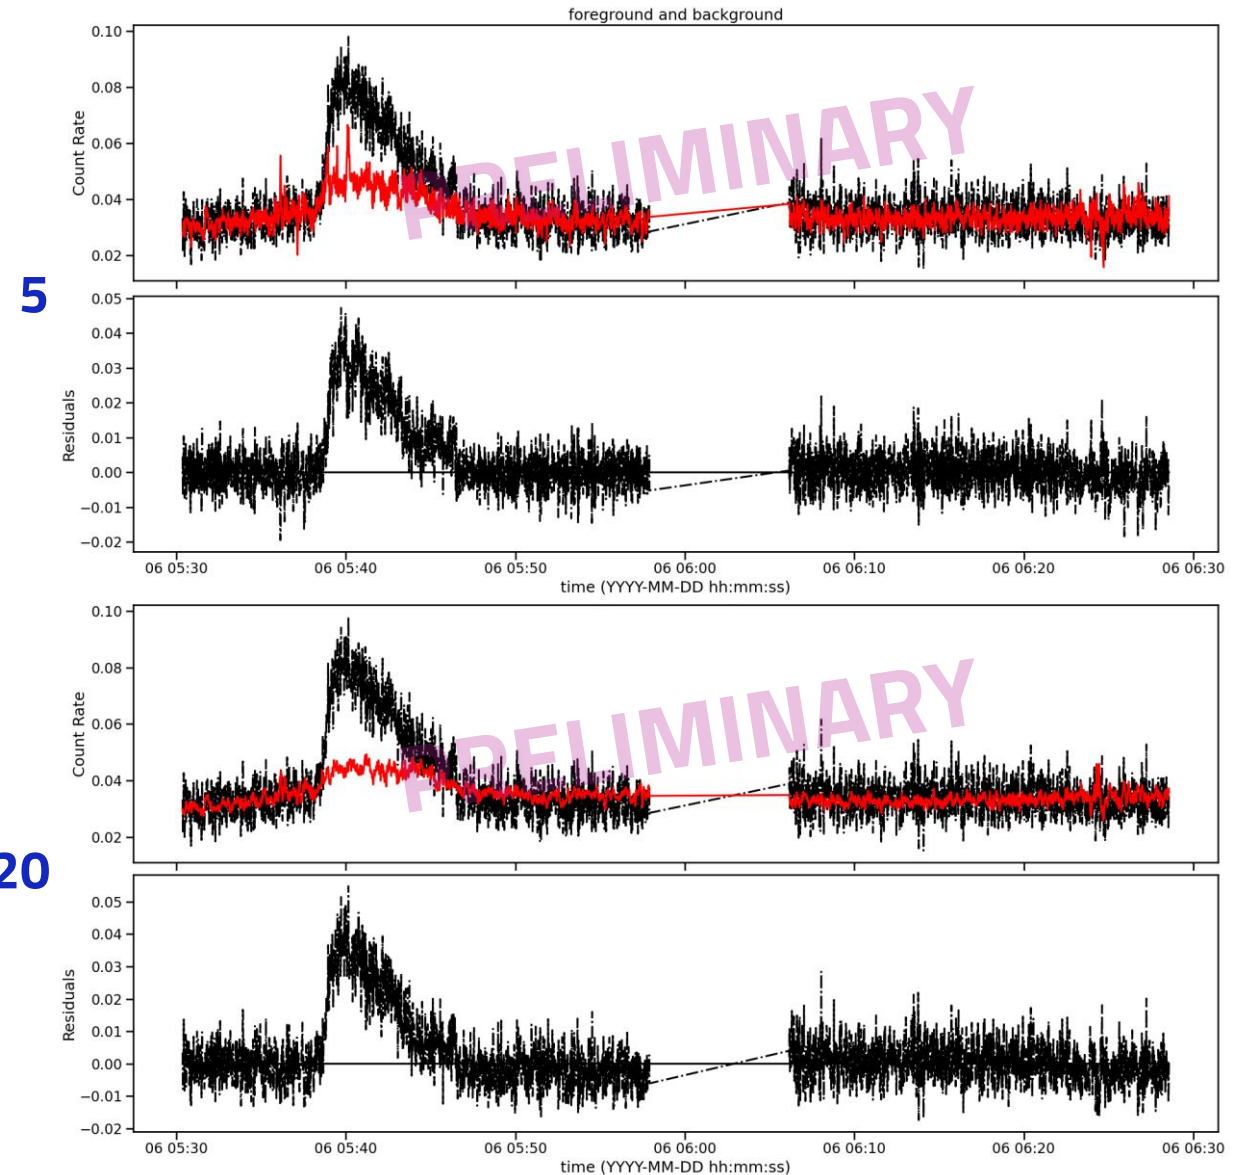 foreground and background
0.10
0.08
0.06
0.04
0.02
Count Rate
PRELIMINARY
5
0.05
0.04
0.03
0.02
0.01
0.00
−0.01
−0.02
Residuals
06 05:30 06 05:40 06 05:50 06 06:00 06 06:10 06 06:20 06 06:30
time (YYYY-MM-DD hh:mm:ss)
0.10
0.08
0.06
0.04
0.02
Count Rate
PRELIMINARY
20
0.05
0.04
0.03
0.02
0.01
0.00
−0.01
−0.02
Residuals
06 05:30 06 05:40 06 05:50 06 06:00 06 06:10 06 06:20 06 06:30
time (YYYY-MM-DD hh:mm:ss)